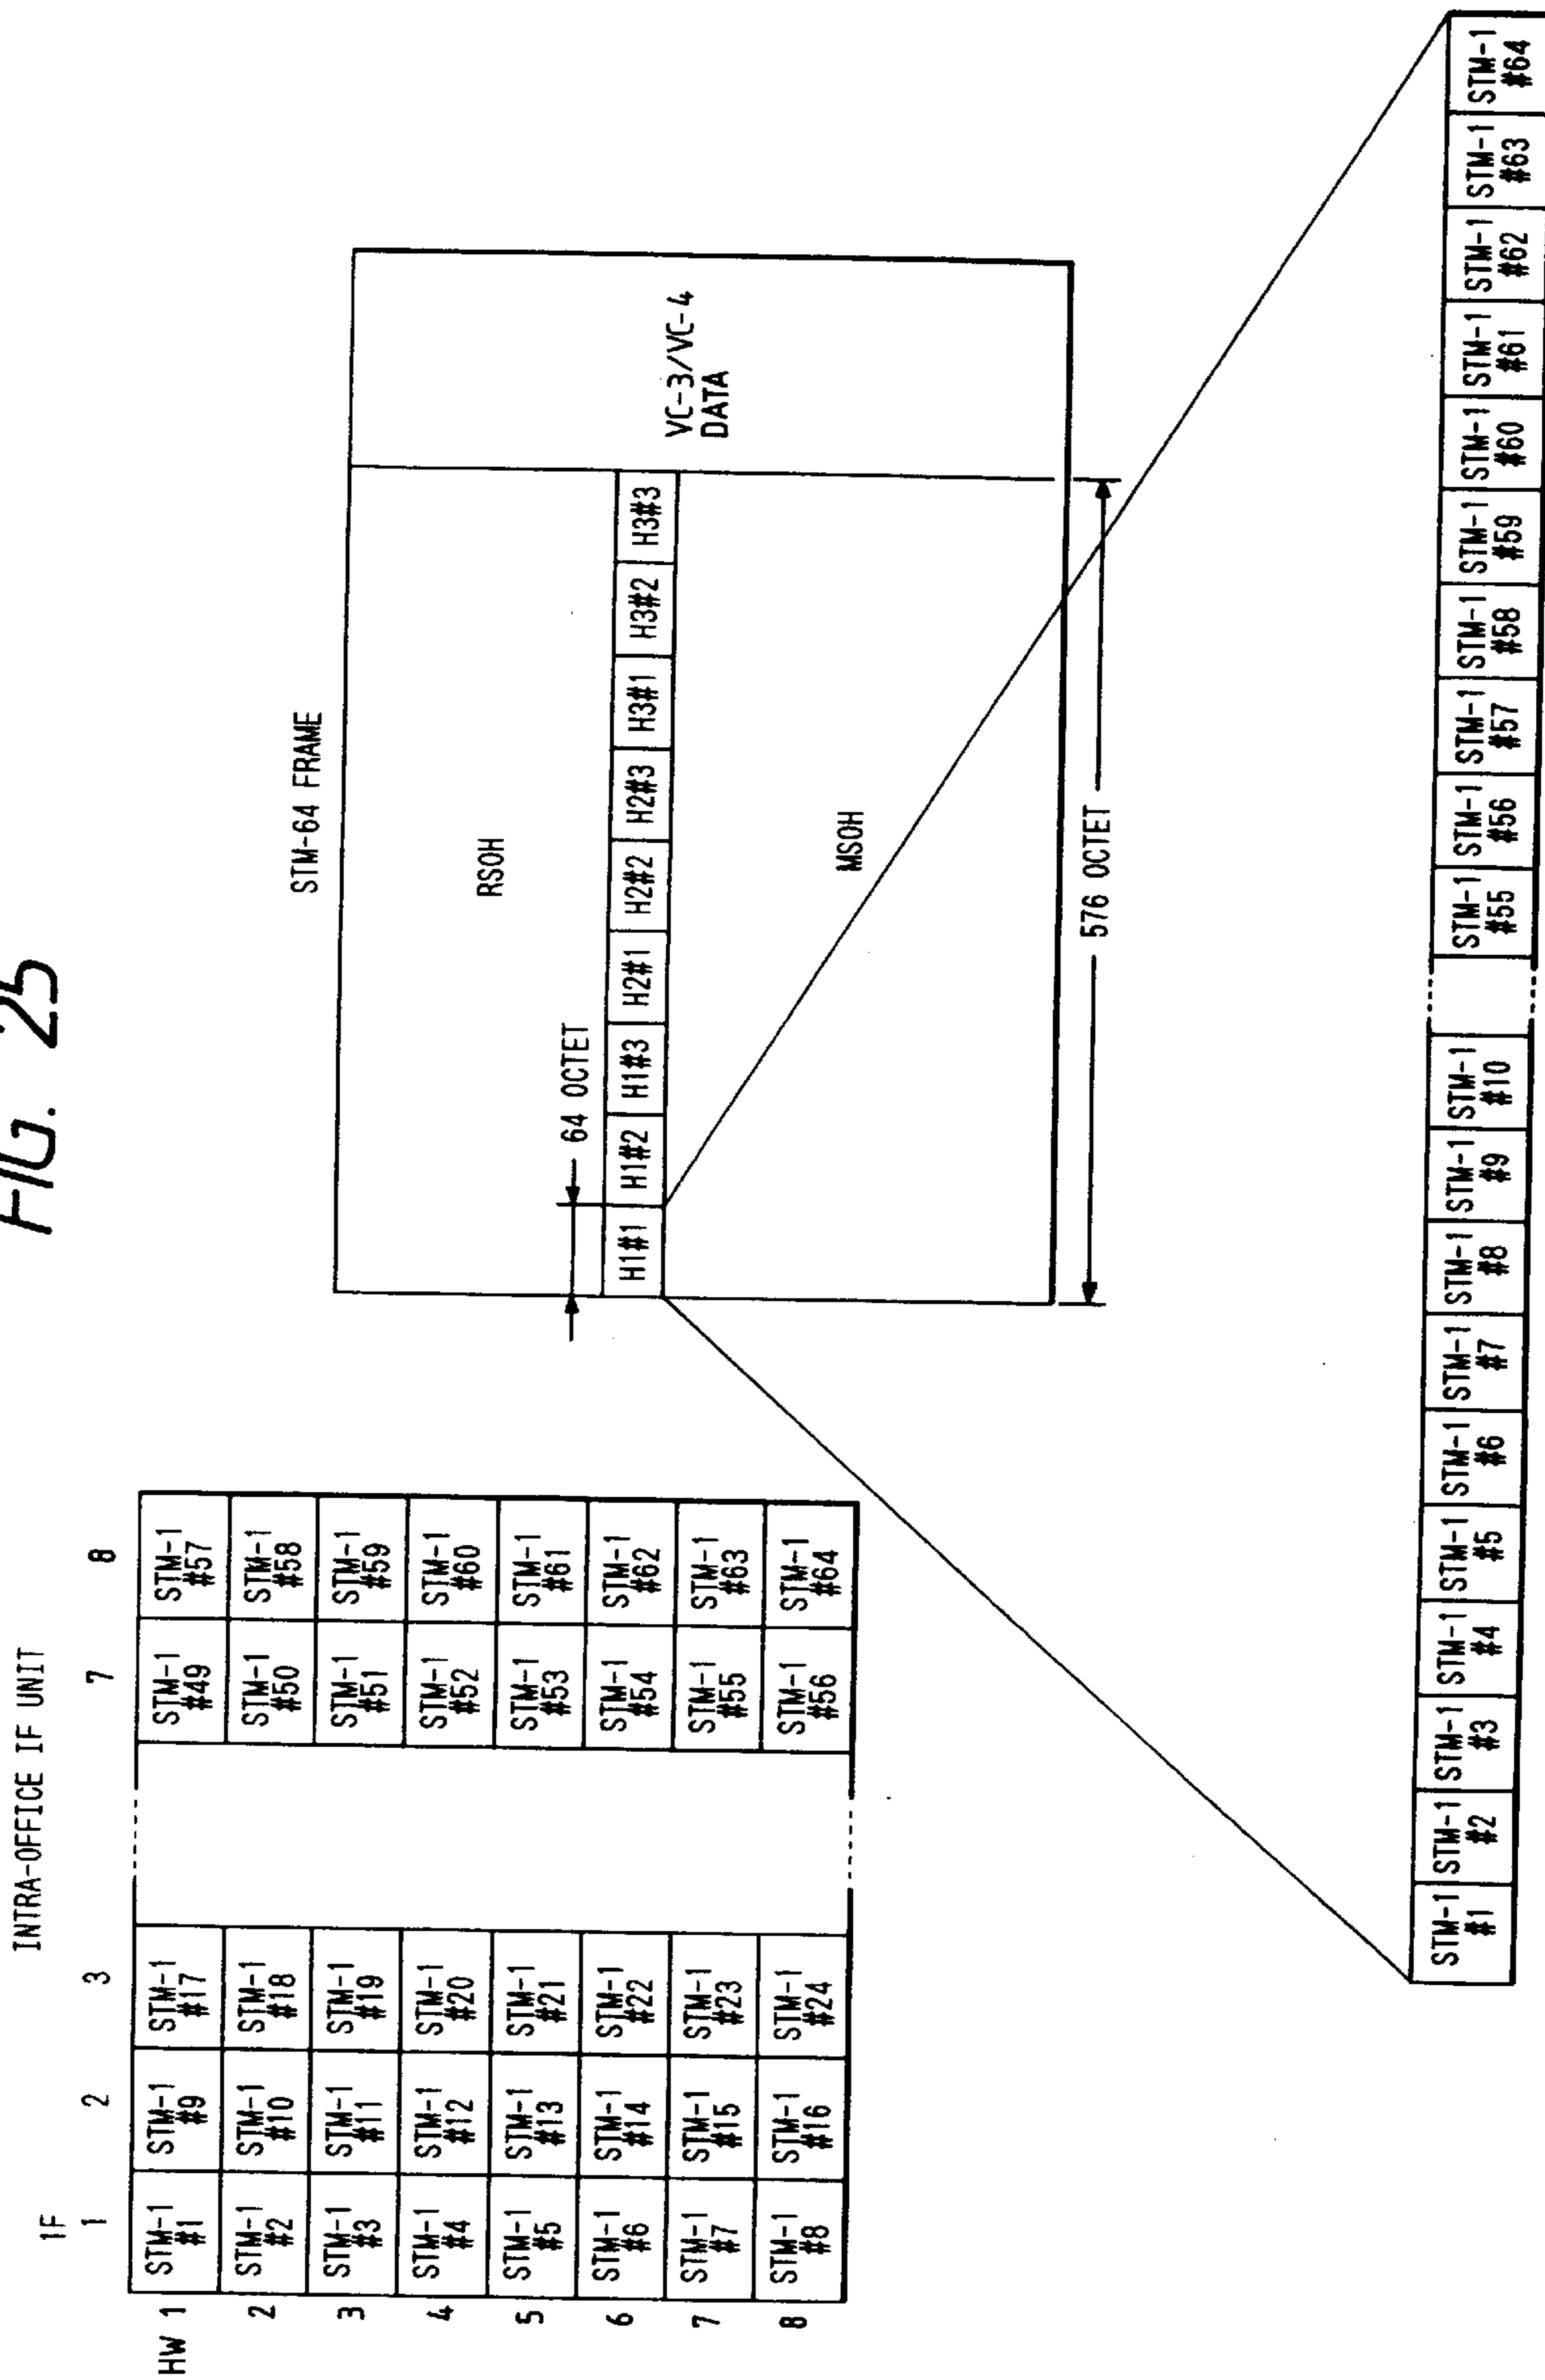 FIG. 25
INTRA-OFFICE IF UNIT
IF
1 2 3 7 8
HW 1 STM-1 #1 STM-1 #9 STM-1 #17 STM-1 #49 STM-1 #57
2 STM-1 #2 STM-1 #10 STM-1 #18 STM-1 #50 STM-1 #58
3 STM-1 #3 STM-1 #11 STM-1 #19 STM-1 #51 STM-1 #59
4 STM-1 #4 STM-1 #12 STM-1 #20 STM-1 #52 STM-1 #60
5 STM-1 #5 STM-1 #13 STM-1 #21 STM-1 #53 STM-1 #61
6 STM-1 #6 STM-1 #14 STM-1 #22 STM-1 #54 STM-1 #62
7 STM-1 #7 STM-1 #15 STM-1 #23 STM-1 #55 STM-1 #63
8 STM-1 #8 STM-1 #16 STM-1 #24 STM-1 #56 STM-1 #64
STM-64 FRAME
RSOH
64 OCTET
H1#1 H1#2 H1#3 H2#1 H2#2 H2#3 H3#1 H3#2 H3#3
VC-3/VC-4
DATA
MSOH
576 OCTET
STM-1 STM-1 STM-1 STM-1 STM-1 STM-1 STM-1 STM-1 STM-1 STM-1 STM-1 STM-1 STM-1 STM-1 STM-1 STM-1 STM-1 STM-1 STM-1 STM-1
#1 #2 #3 #4 #5 #6 #7 #8 #9 #10 #55 #56 #57 #58 #59 #60 #61 #62 #63 #64